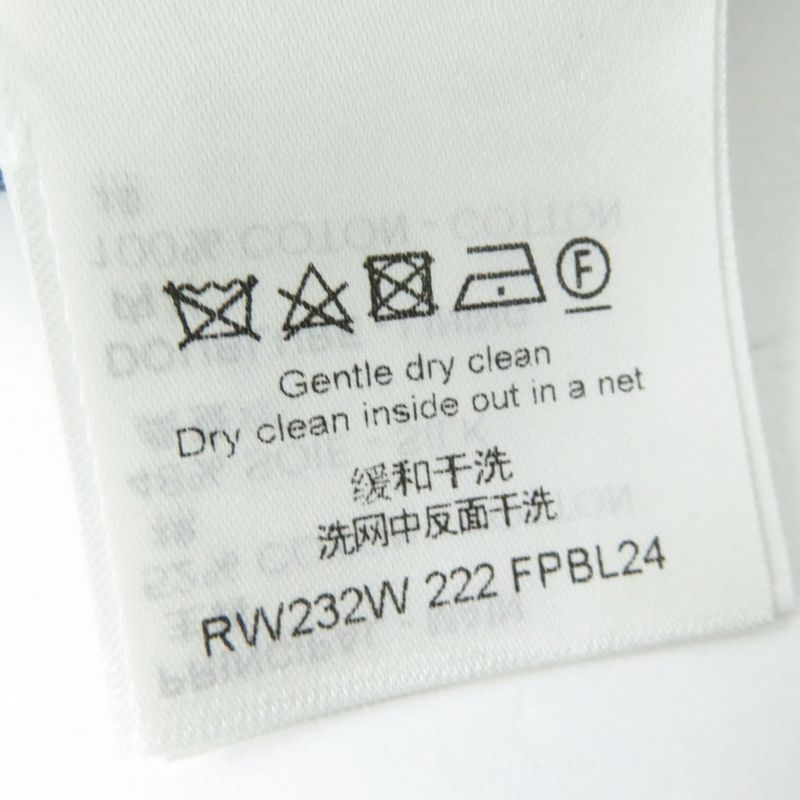 F
Gentle dry clean
Dry clean inside out in a net
缓和干洗
洗网中反面干洗
RW232W 222 FPBL24